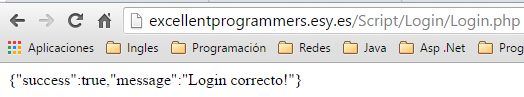 excellentprogrammers.esy.es/Script/Login/Login.php
Aplicaciones Ingles Programación Redes Java Asp .Net Prog
{"success":true,"message":"Login correcto!"}